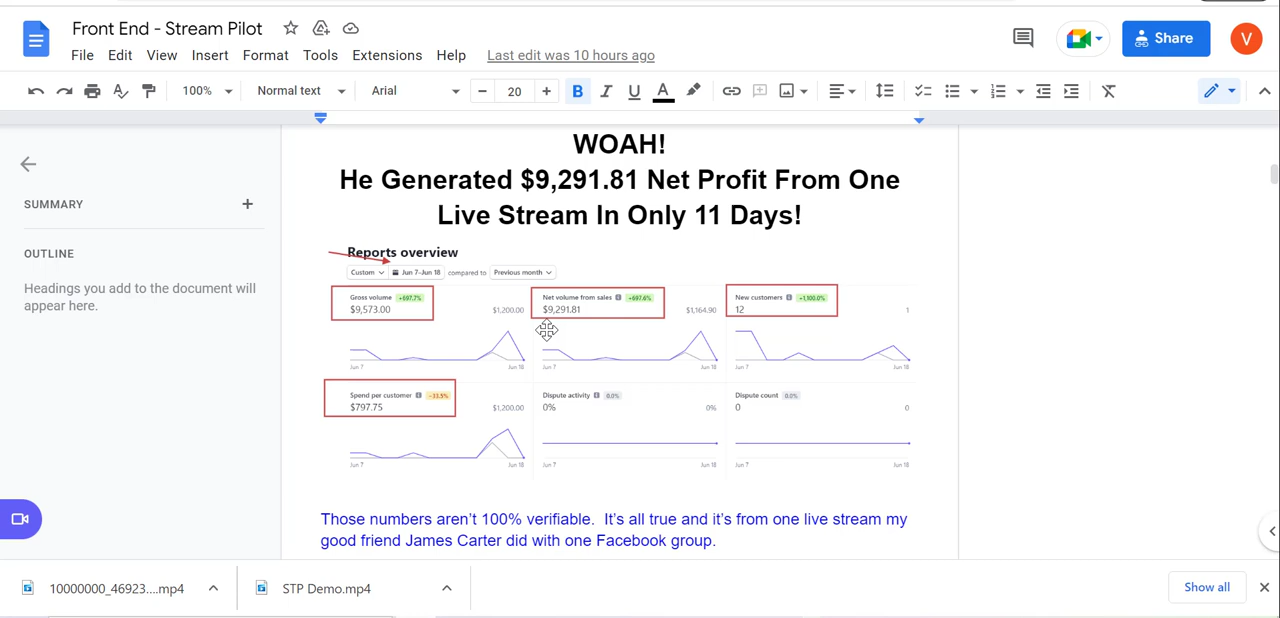 Front End - Stream Pilot
Share
V
File Edit View Insert Format Tools Extensions Help Last edit was 10 hours ago
100% Normal text Arial − 20 + B I U A
WOAH!
He Generated $9,291.81 Net Profit From One
Live Stream In Only 11 Days!
SUMMARY +
OUTLINE
Headings you add to the document will
appear here.
Reports overview
Custom Jun 7–Jun 18 compared to Previous month
Gross volume +697.7% Net volume from sales +697.6% New customers +1,100.0%
$9,573.00 $1,200.00 $9,291.81 $1,164.90 12 1
Jun 7 Jun 18 Jun 7 Jun 18 Jun 7 Jun 18
Spend per customer -33.5% Dispute activity 0.0% Dispute count 0.0%
$797.75 $1,200.00 0% 0% 0 0
Jun 7 Jun 18 Jun 7 Jun 18 Jun 7 Jun 18
Those numbers aren’t 100% verifiable. It’s all true and it’s from one live stream my
good friend James Carter did with one Facebook group.
10000000_46923....mp4 STP Demo.mp4 Show all